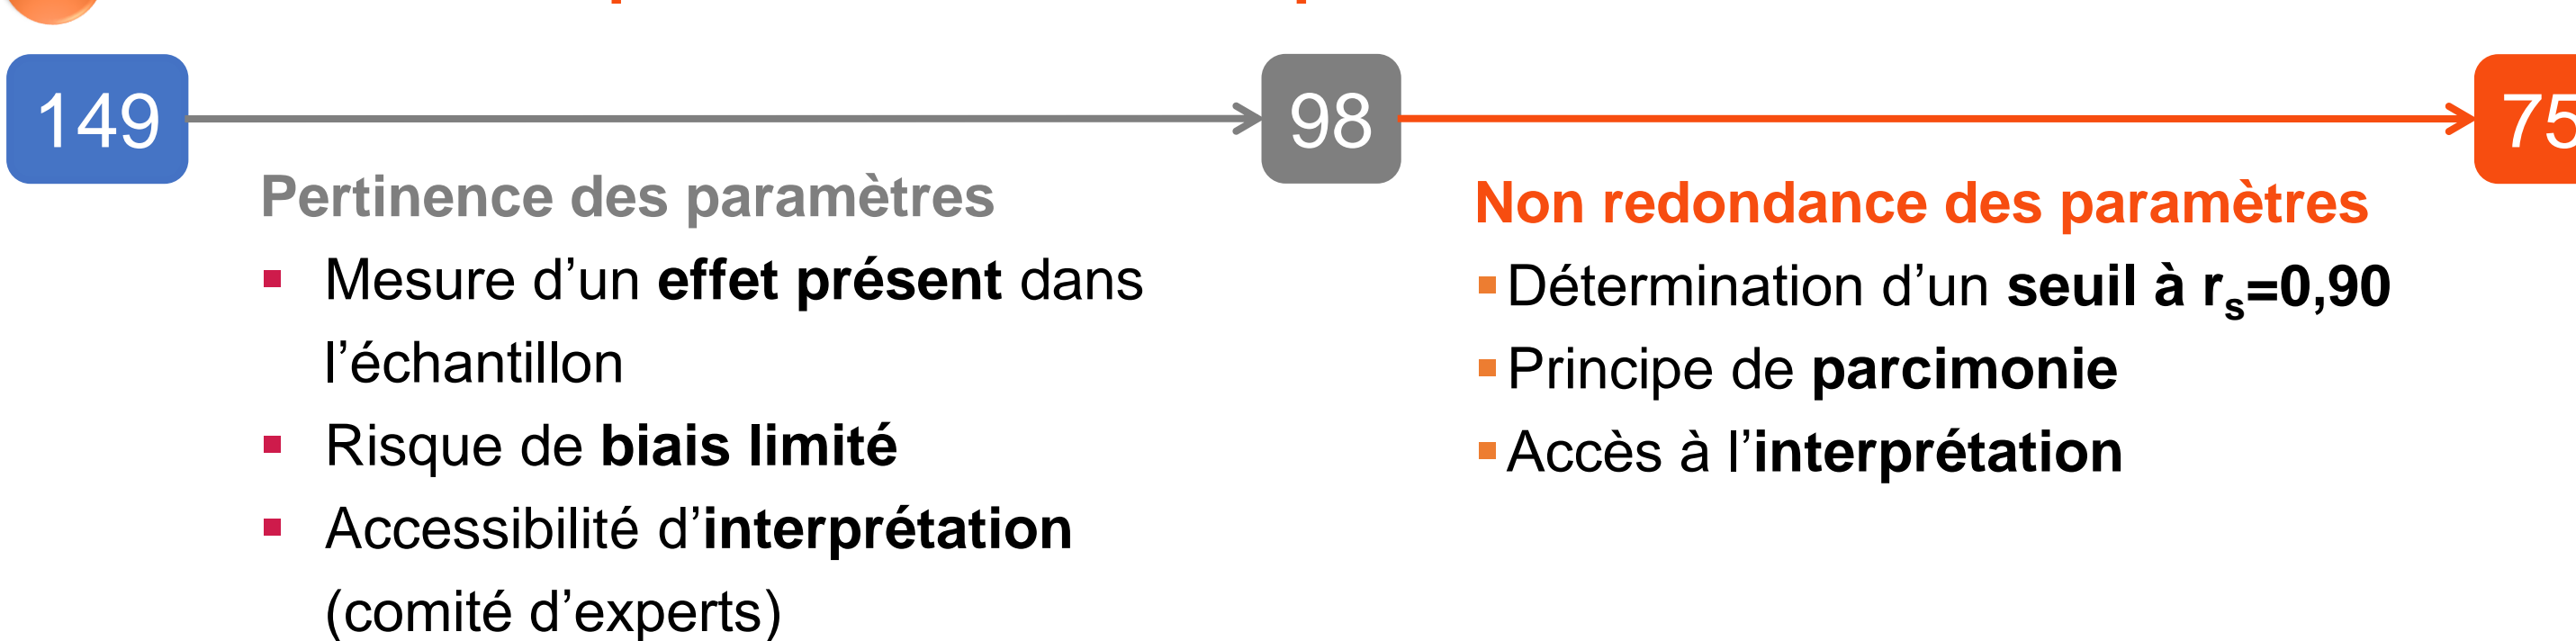 149
98
75
Pertinence des paramètres
Mesure d'un effet présent dans
l'échantillon
Risque de biais limité
Accessibilité d'interprétation
(comité d'experts)
Non redondance des paramètres
Détermination d'un seuil à rs=0,90
Principe de parcimonie
Accès à l'interprétation